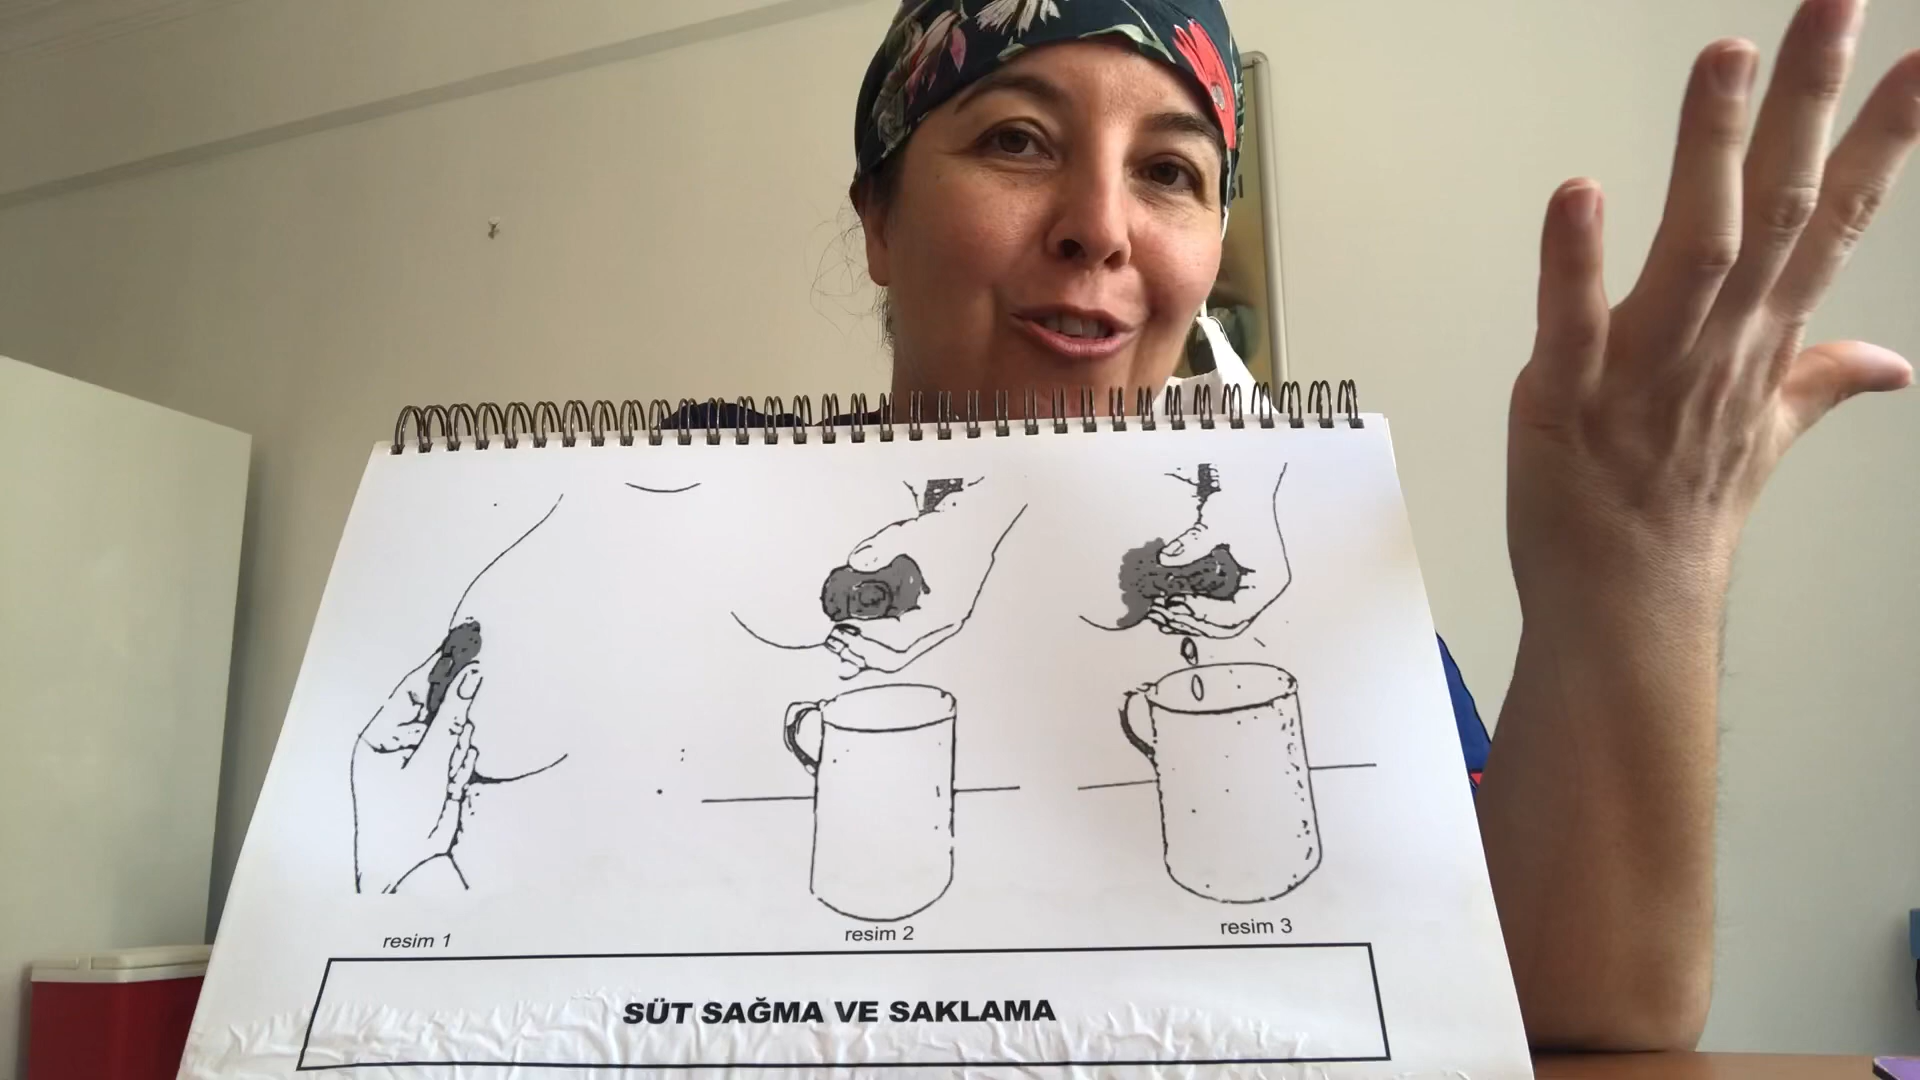 resim 1
resim 2
resim 3
SÜT SAĞMA VE SAKLAMA